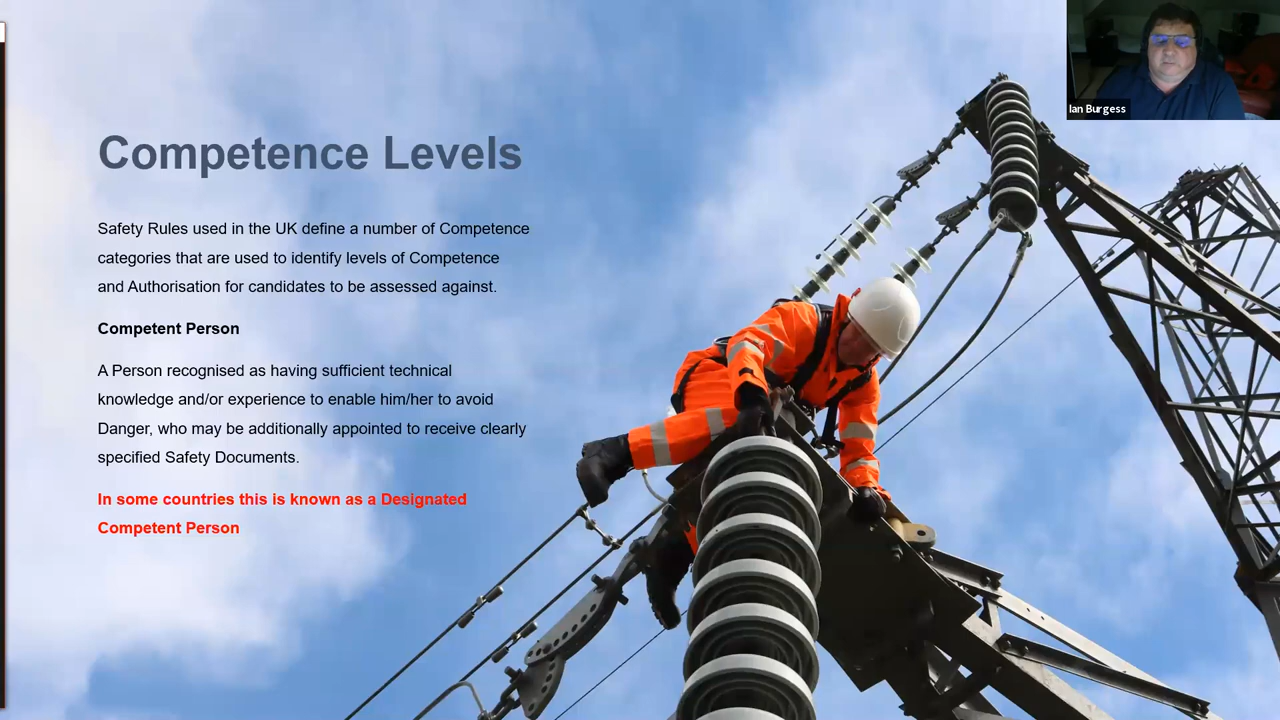 Ian Burgess
Competence Levels
Safety Rules used in the UK define a number of Competence
categories that are used to identify levels of Competence
and Authorisation for candidates to be assessed against.
Competent Person
A Person recognised as having sufficient technical
knowledge and/or experience to enable him/her to avoid
Danger, who may be additionally appointed to receive clearly
specified Safety Documents.
In some countries this is known as a Designated
Competent Person